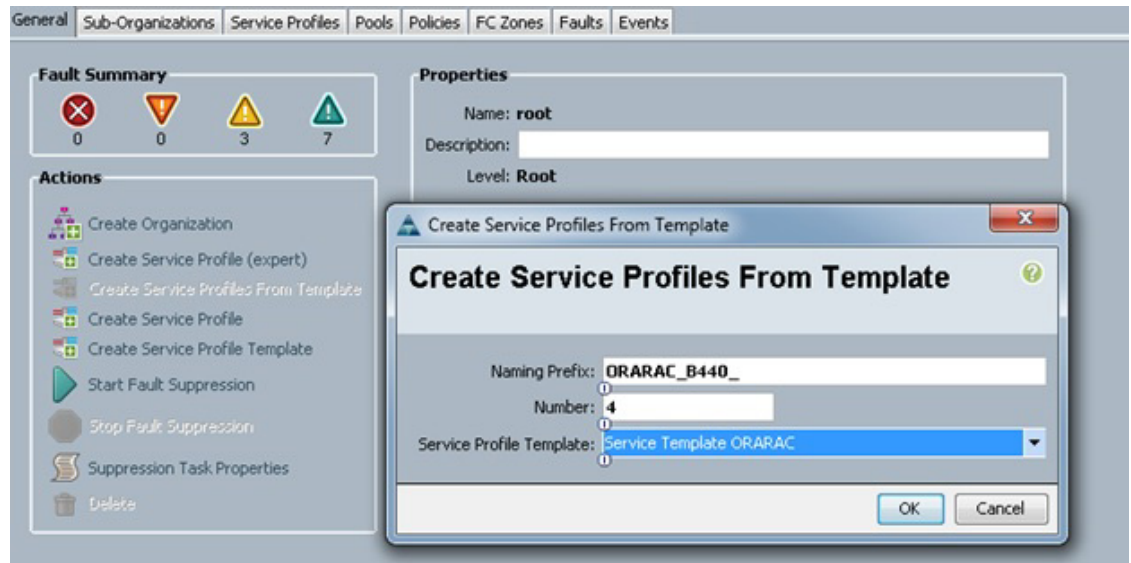 General Sub-Organizations Service Profiles Pools Policies FC Zones Faults Events
Fault Summary
0 0 3 7
Properties
Name: root
Description:
Level: Root
Actions
Create Organization
Create Service Profile (expert)
Create Service Profiles From Template
Create Service Profile
Create Service Profile Template
Start Fault Suppression
Stop Fault Suppression
Suppression Task Properties
Delete
Create Service Profiles From Template
Create Service Profiles From Template
Naming Prefix: ORARAC_B440_
Number: 4
Service Profile Template: Service Template ORARAC
OK Cancel